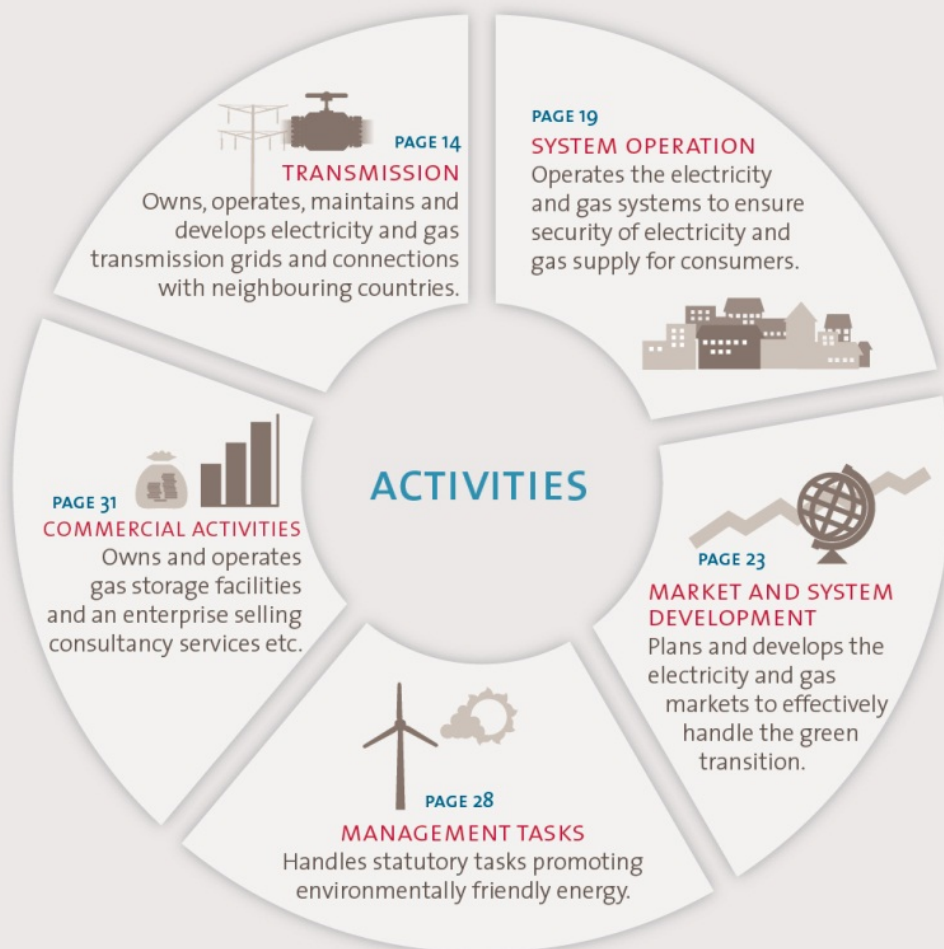 PAGE 14
TRANSMISSION
Owns, operates, maintains and
develops electricity and gas
transmission grids and connections
with neighbouring countries.
PAGE 19
SYSTEM OPERATION
Operates the electricity
and gas systems to ensure
security of electricity and
gas supply for consumers.
ACTIVITIES
PAGE 31
COMMERCIAL ACTIVITIES
Owns and operates
gas storage facilities
and an enterprise selling
consultancy services etc.
PAGE 23
MARKET AND SYSTEM
DEVELOPMENT
Plans and develops the
electricity and gas
markets to effectively
handle the green
transition.
PAGE 28
MANAGEMENT TASKS
Handles statutory tasks promoting
environmentally friendly energy.